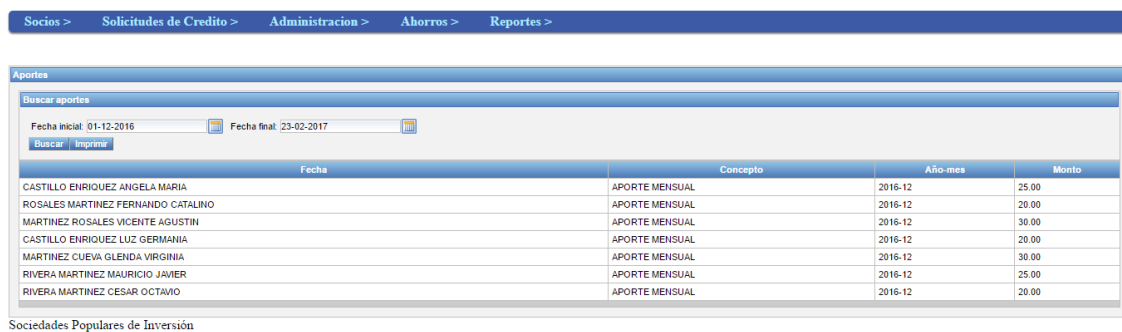 Socios > Solicitudes de Credito > Administracion > Ahorros > Reportes >
Aportes
Buscar aportes
Fecha inicial: 01-12-2016 Fecha final: 23-02-2017
Buscar Imprimir
Fecha Concepto Año-mes Monto
CASTILLO ENRIQUEZ ANGELA MARIA APORTE MENSUAL 2016-12 25.00
ROSALES MARTINEZ FERNANDO CATALINO APORTE MENSUAL 2016-12 20.00
MARTINEZ ROSALES VICENTE AGUSTIN APORTE MENSUAL 2016-12 30.00
CASTILLO ENRIQUEZ LUZ GERMANIA APORTE MENSUAL 2016-12 20.00
MARTINEZ CUEVA GLENDA VIRGINIA APORTE MENSUAL 2016-12 30.00
RIVERA MARTINEZ MAURICIO JAVIER APORTE MENSUAL 2016-12 25.00
RIVERA MARTINEZ CESAR OCTAVIO APORTE MENSUAL 2016-12 20.00
Sociedades Populares de Inversión